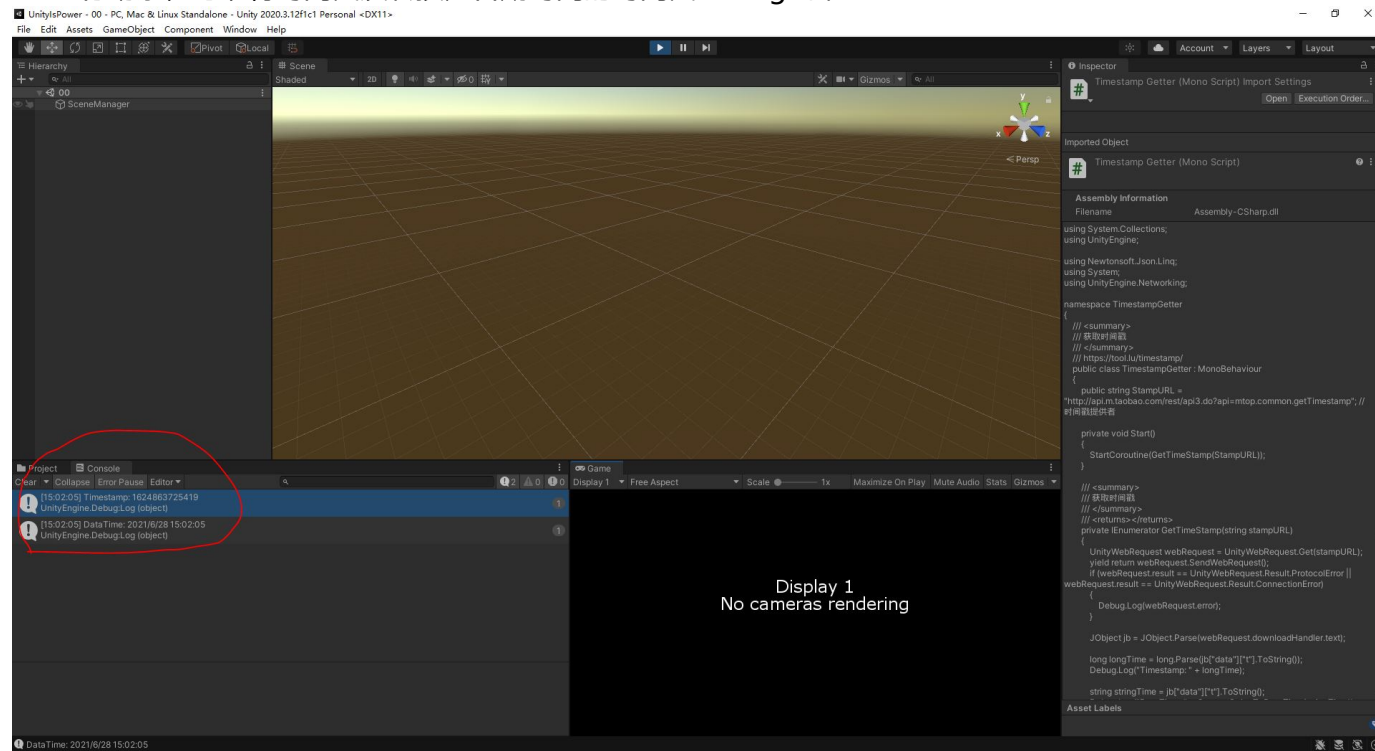 UnityIsPower - 00 - PC, Mac & Linux Standalone - Unity 2020.3.12f1c1 Personal <DX11>
File Edit Assets GameObject Component Window Help
Pivot Local
Account Layers Layout
Hierarchy
All
00
SceneManager
Scene
Shaded 2D 0 Gizmos All
y
x z
Persp
Inspector
Timestamp Getter (Mono Script) Import Settings
Open Execution Order...
Imported Object
Timestamp Getter (Mono Script)
Assembly Information
Filename Assembly-CSharp.dll
using System.Collections;
using UnityEngine;
using Newtonsoft.Json.Linq;
using System;
using UnityEngine.Networking;
namespace TimestampGetter
{
/// <summary>
/// 获取时间戳
/// </summary>
/// https://tool.lu/timestamp/
public class TimestampGetter : MonoBehaviour
{
public string StampURL =
"http://api.m.taobao.com/rest/api3.do?api=mtop.common.getTimestamp"; //
时间戳提供者
private void Start()
{
StartCoroutine(GetTimeStamp(StampURL));
}
/// <summary>
/// 获取时间戳
/// </summary>
/// <returns></returns>
private IEnumerator GetTimeStamp(string stampURL)
{
UnityWebRequest webRequest = UnityWebRequest.Get(stampURL);
yield return webRequest.SendWebRequest();
if (webRequest.result == UnityWebRequest.Result.ProtocolError ||
webRequest.result == UnityWebRequest.Result.ConnectionError)
{
Debug.Log(webRequest.error);
}
JObject jb = JObject.Parse(webRequest.downloadHandler.text);
long longTime = long.Parse(jb["data"]["t"].ToString());
Debug.Log("Timestamp: " + longTime);
string stringTime = jb["data"]["t"].ToString();
Asset Labels
Project Console
Clear Collapse Error Pause Editor 2 0 0
[15:02:05] Timestamp: 1624863725419
UnityEngine.Debug:Log (object)
1
[15:02:05] DataTime: 2021/6/28 15:02:05
UnityEngine.Debug:Log (object)
1
Game
Display 1 Free Aspect Scale 1x Maximize On Play Mute Audio Stats Gizmos
Display 1
No cameras rendering
DataTime: 2021/6/28 15:02:05